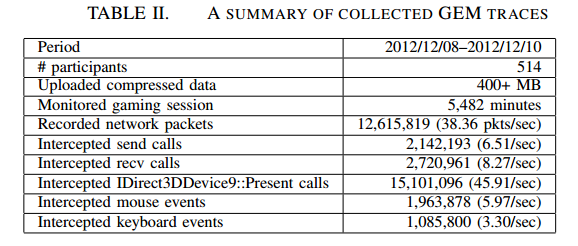 TABLE II. A SUMMARY OF COLLECTED GEM TRACES
Period 2012/12/08–2012/12/10
# participants 514
Uploaded compressed data 400+ MB
Monitored gaming session 5,482 minutes
Recorded network packets 12,615,819 (38.36 pkts/sec)
Intercepted send calls 2,142,193 (6.51/sec)
Intercepted recv calls 2,720,961 (8.27/sec)
Intercepted IDirect3DDevice9::Present calls 15,101,096 (45.91/sec)
Intercepted mouse events 1,963,878 (5.97/sec)
Intercepted keyboard events 1,085,800 (3.30/sec)